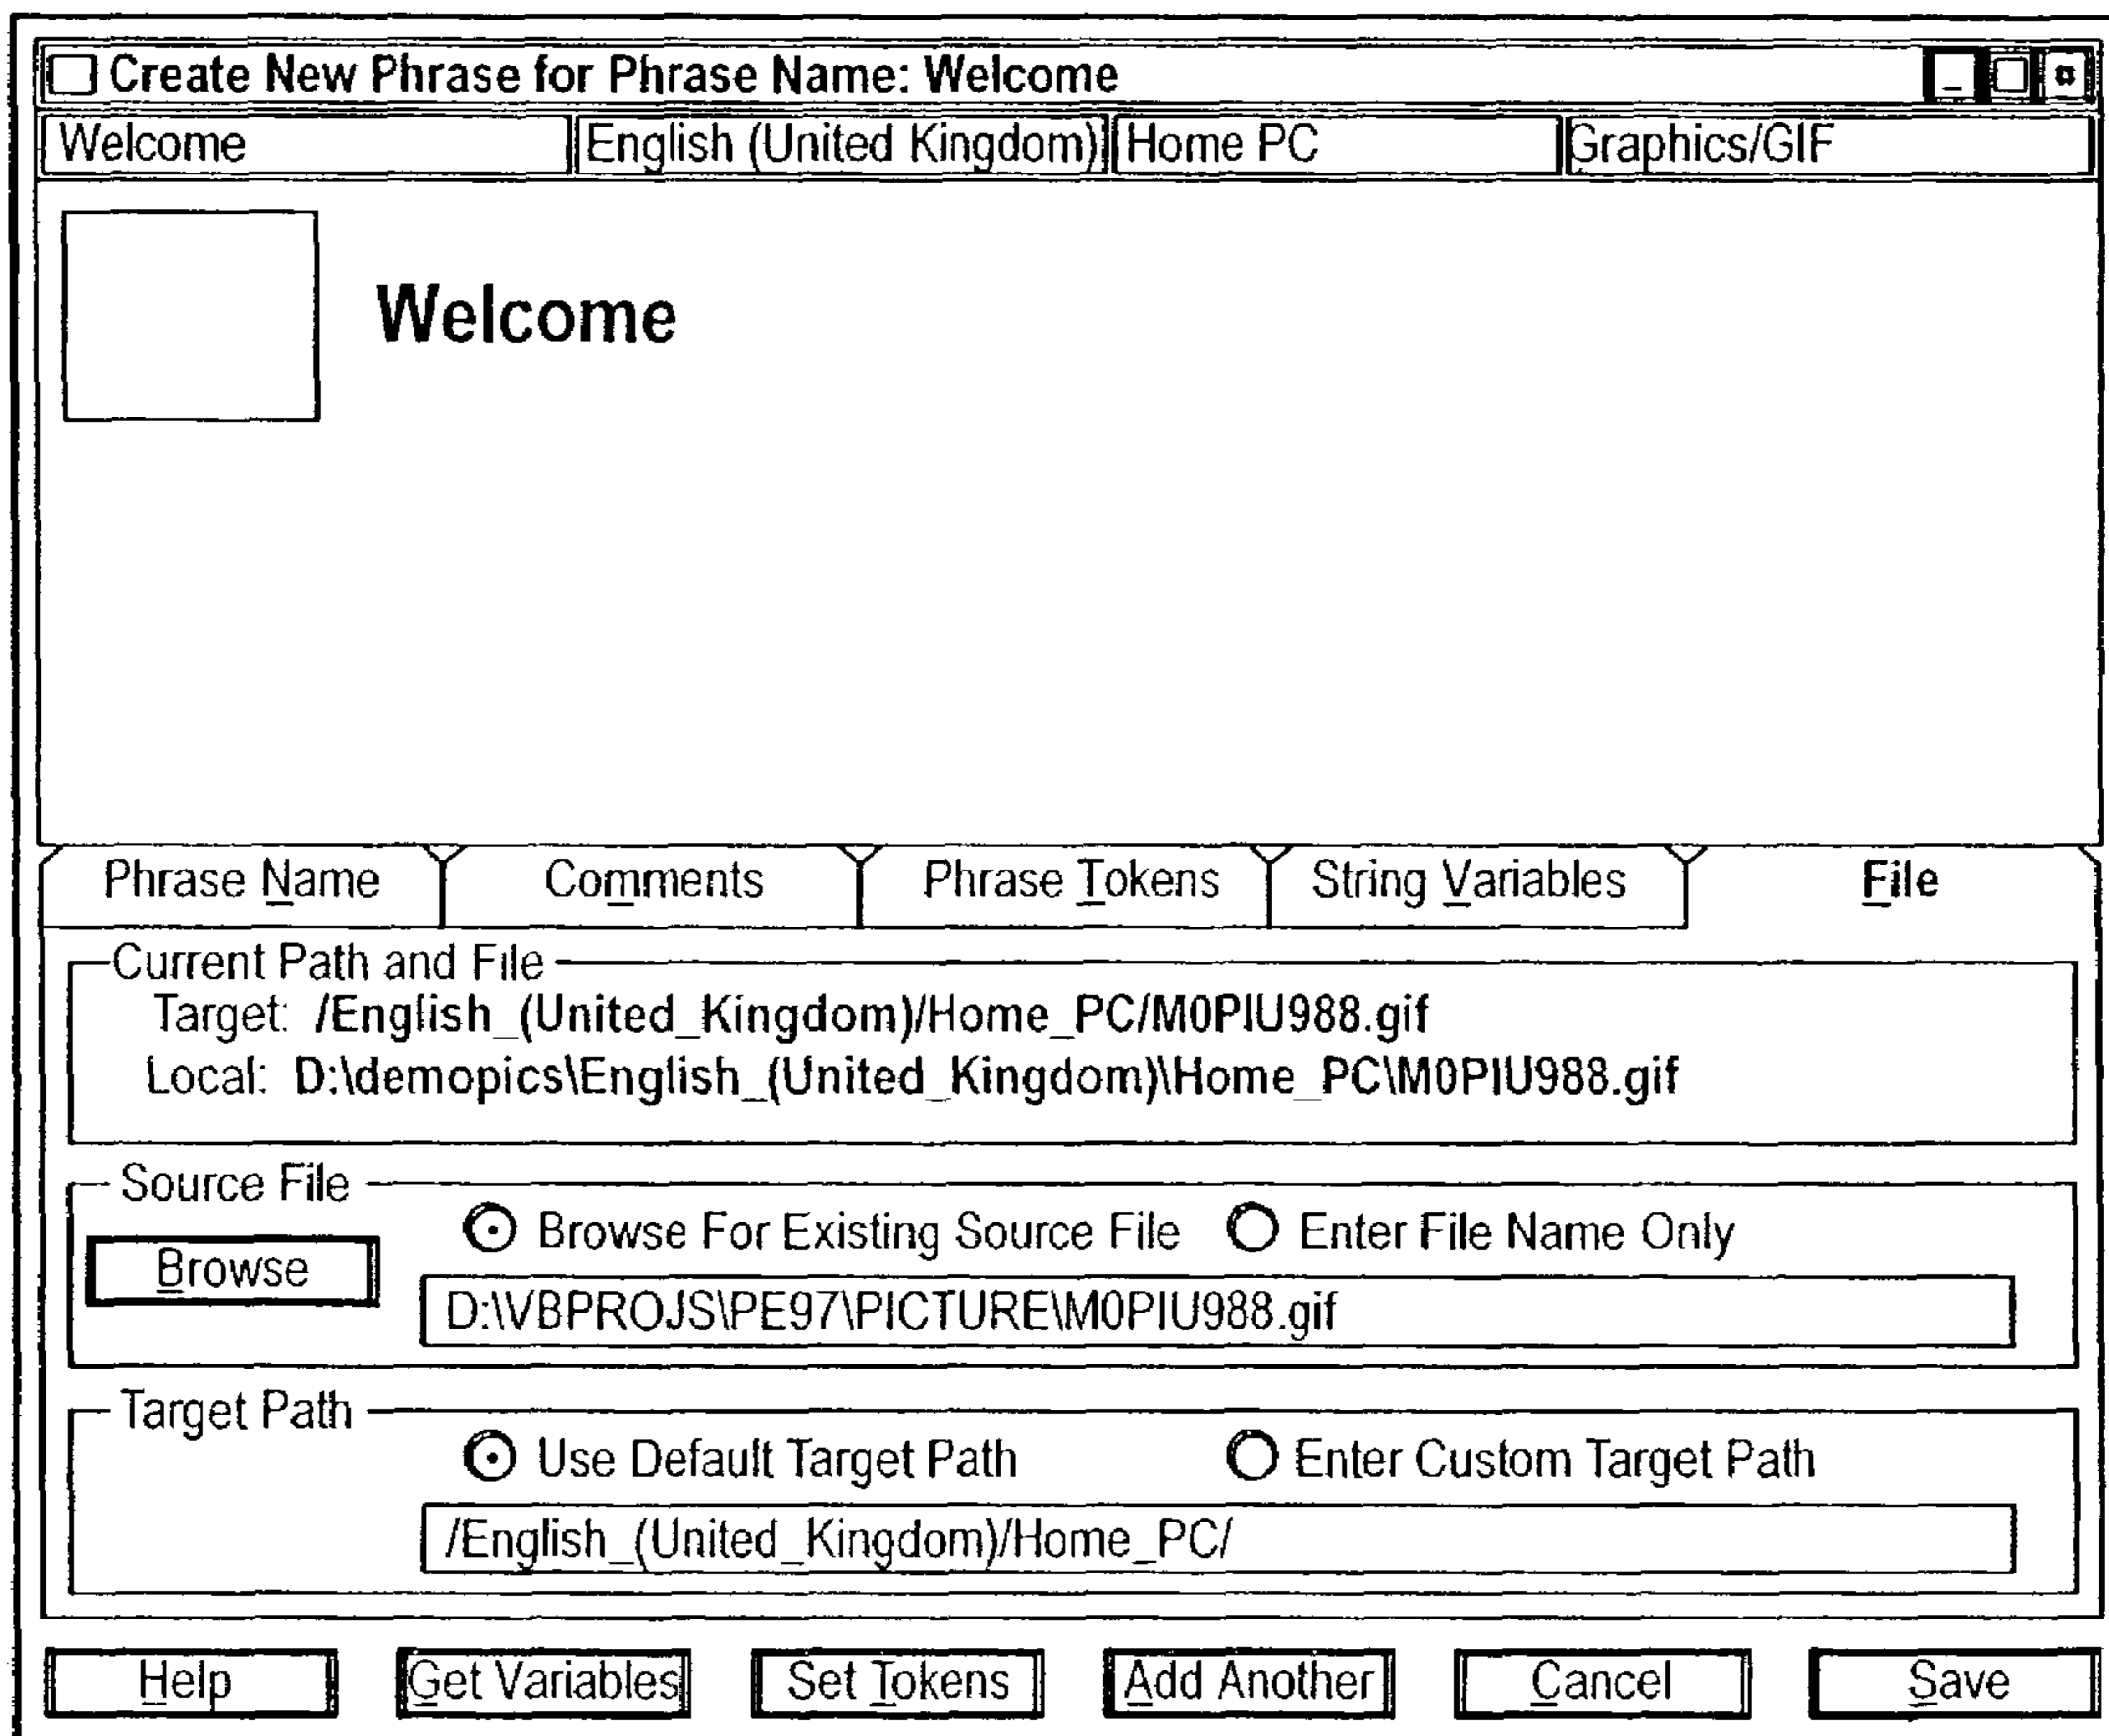 Create New Phrase for Phrase Name: Welcome
Welcome English (United Kingdom) Home PC Graphics/GIF
Welcome
Phrase Name Comments Phrase Tokens String Variables File
Current Path and File
Target: /English_(United_Kingdom)/Home_PC/M0PIU988.gif
Local: D:\demopics\English_(United_Kingdom)\Home_PC\M0PIU988.gif
Source File
Browse For Existing Source File Enter File Name Only
Browse
D:\VBPROJS\PE97\PICTURE\M0PIU988.gif
Target Path
Use Default Target Path Enter Custom Target Path
/English_(United_Kingdom)/Home_PC/
Help Get Variables Set Tokens Add Another Cancel Save